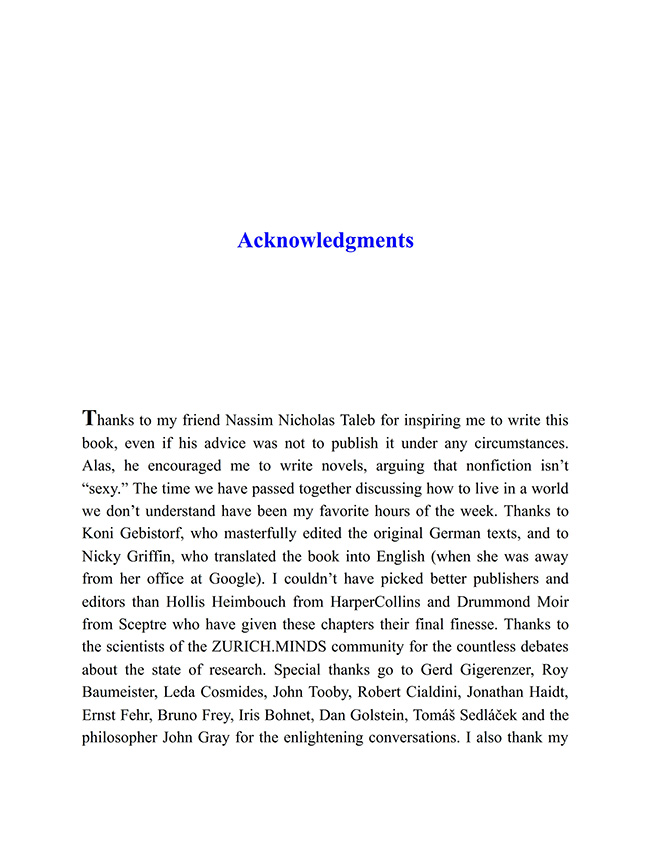 Acknowledgments
Thanks to my friend Nassim Nicholas Taleb for inspiring me to write this
book, even if his advice was not to publish it under any circumstances.
Alas, he encouraged me to write novels, arguing that nonfiction isn’t
“sexy.” The time we have passed together discussing how to live in a world
we don’t understand have been my favorite hours of the week. Thanks to
Koni Gebistorf, who masterfully edited the original German texts, and to
Nicky Griffin, who translated the book into English (when she was away
from her office at Google). I couldn’t have picked better publishers and
editors than Hollis Heimbouch from HarperCollins and Drummond Moir
from Sceptre who have given these chapters their final finesse. Thanks to
the scientists of the ZURICH.MINDS community for the countless debates
about the state of research. Special thanks go to Gerd Gigerenzer, Roy
Baumeister, Leda Cosmides, John Tooby, Robert Cialdini, Jonathan Haidt,
Ernst Fehr, Bruno Frey, Iris Bohnet, Dan Golstein, Tomáš Sedláček and the
philosopher John Gray for the enlightening conversations. I also thank my